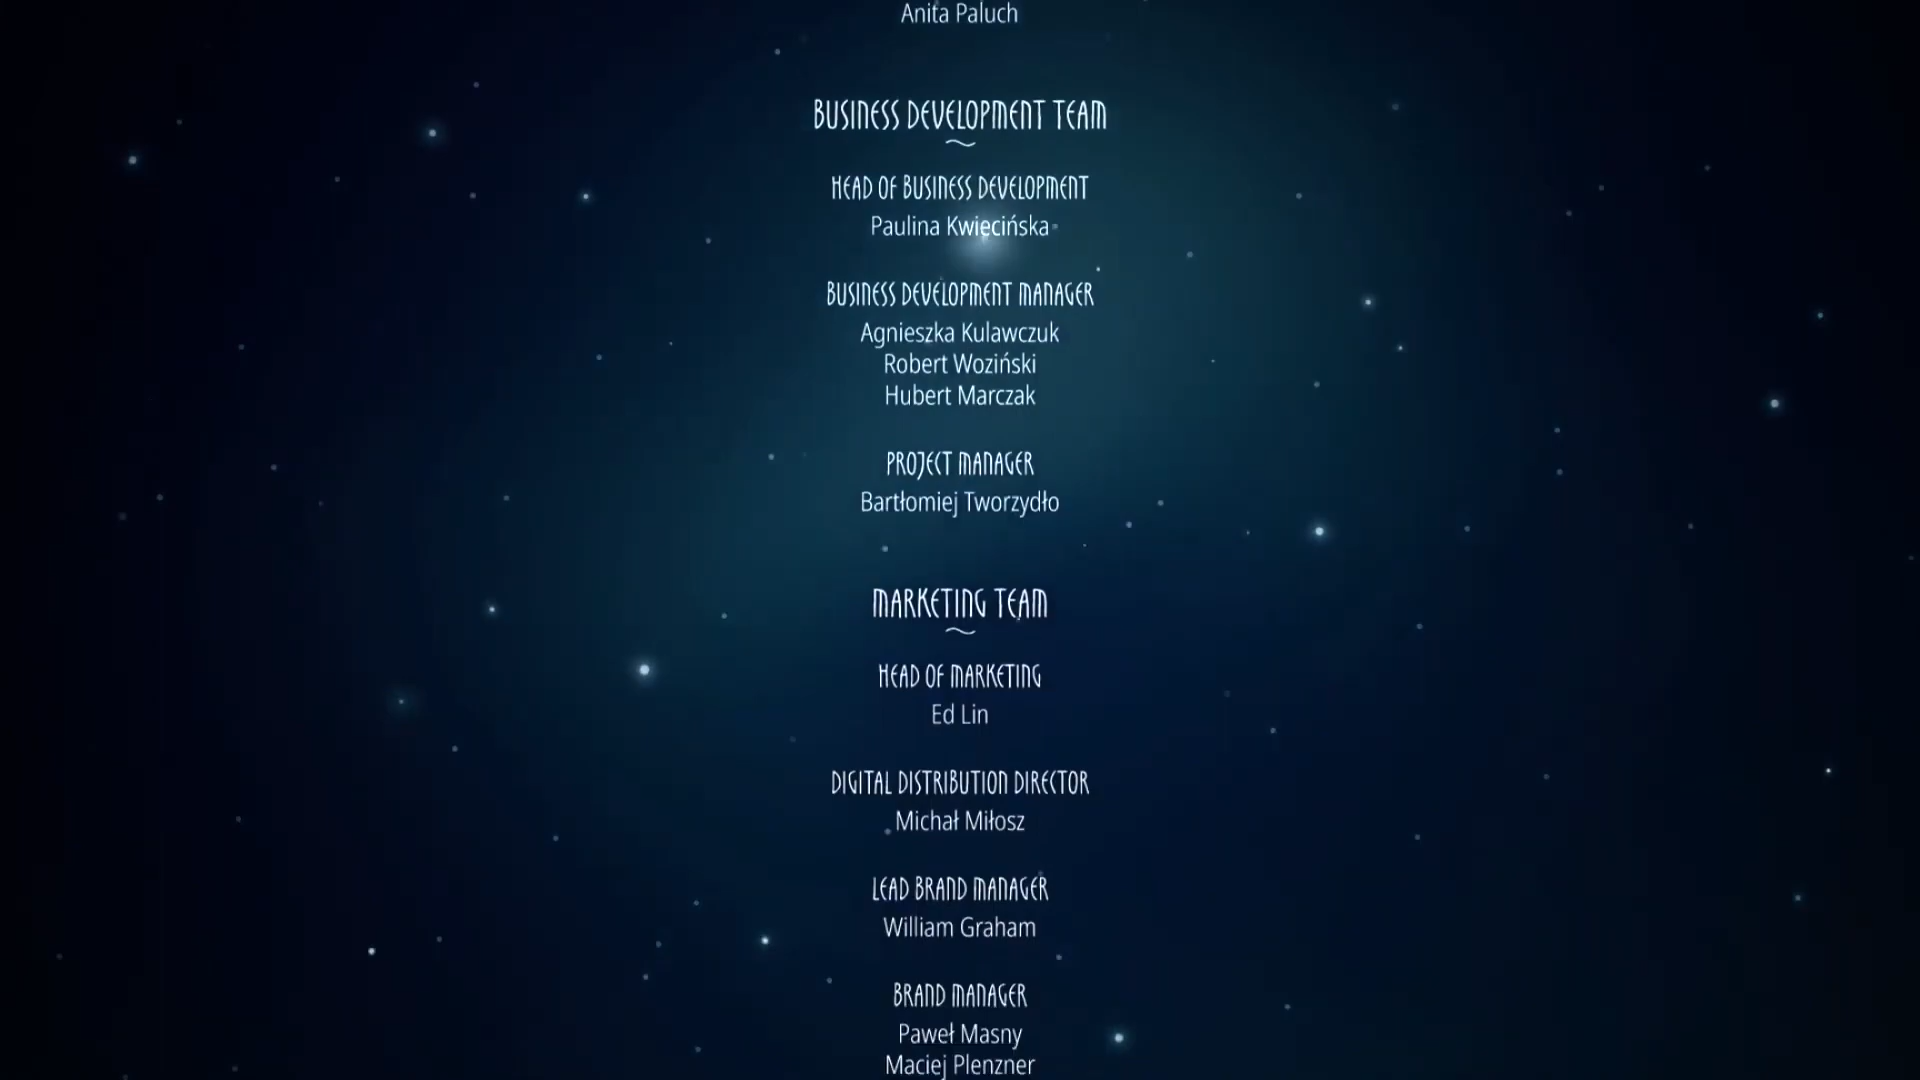 Anita Paluch
BUSINESS DEVELOPMENT TEAM
HEAD OF BUSINESS DEVELOPMENT
Paulina Kwiecińska
BUSINESS DEVELOPMENT MANAGER
Agnieszka Kulawczuk
Robert Woziński
Hubert Marczak
PROJECT MANAGER
Bartłomiej Tworzydło
MARKETING TEAM
HEAD OF MARKETING
Ed Lin
DIGITAL DISTRIBUTION DIRECTOR
Michał Miłosz
LEAD BRAND MANAGER
William Graham
BRAND MANAGER
Paweł Masny
Maciej Plenzner